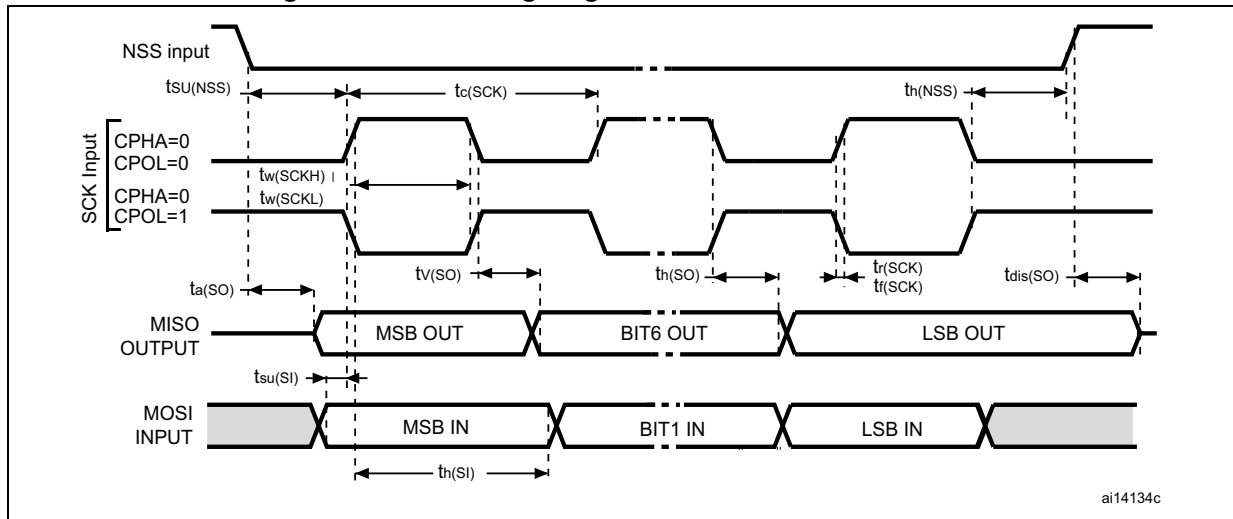 NSS input
tSU(NSS)
tc(SCK)
th(NSS)
SCK Input
CPHA=0
CPOL=0
tw(SCKH)
CPHA=0
tw(SCKL)
CPOL=1
tV(SO)
th(SO)
tr(SCK)
tf(SCK)
ta(SO)
tdis(SO)
MISO
OUTPUT
MSB OUT
BIT6 OUT
LSB OUT
tsu(SI)
MOSI
INPUT
MSB IN
BIT1 IN
LSB IN
th(SI)
ai14134c